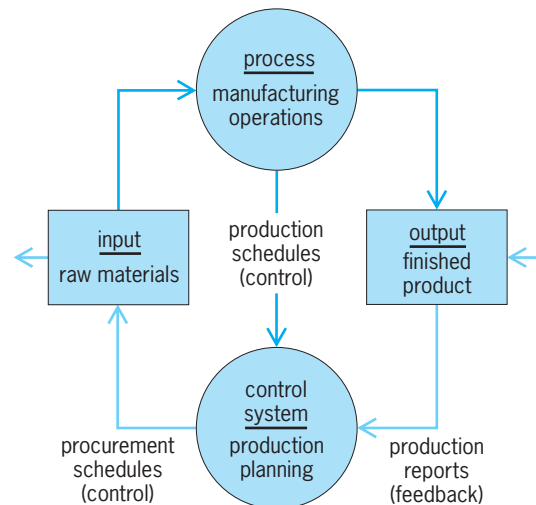 process
manufacturing
operations
input
raw materials
production
schedules
(control)
output
finished
product
control
system
production
planning
procurement
schedules
(control)
production
reports
(feedback)